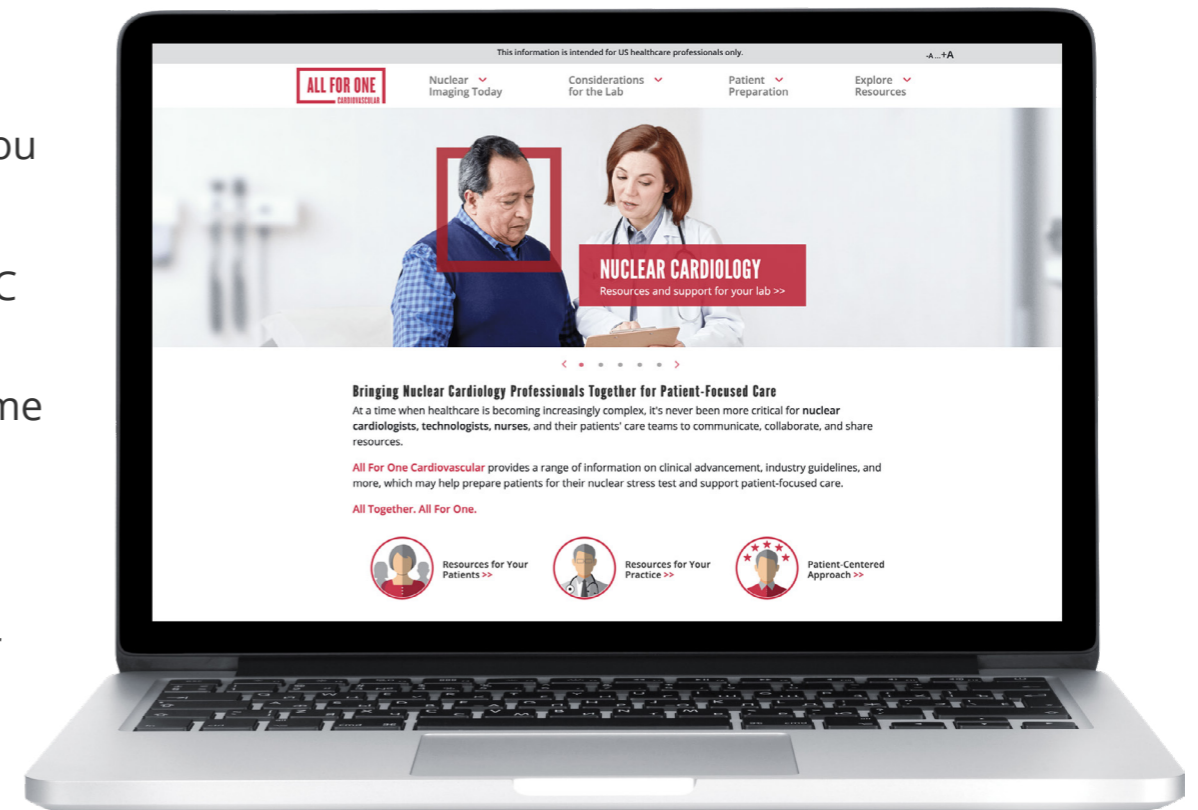 ou
C
me
This information is intended for US healthcare professionals only.
-A...+A
ALL FOR ONE
CARDIOVASCULAR
Nuclear
Imaging Today
Considerations
for the Lab
Patient
Preparation
Explore
Resources
NUCLEAR CARDIOLOGY
Resources and support for your lab >>
Bringing Nuclear Cardiology Professionals Together for Patient-Focused Care
At a time when healthcare is becoming increasingly complex, it's never been more critical for nuclear
cardiologists, technologists, nurses, and their patients' care teams to communicate, collaborate, and share
resources.
All For One Cardiovascular provides a range of information on clinical advancement, industry guidelines, and
more, which may help prepare patients for their nuclear stress test and support patient-focused care.
All Together. All For One.
Resources for Your
Patients >>
Resources for Your
Practice >>
Patient-Centered
Approach >>